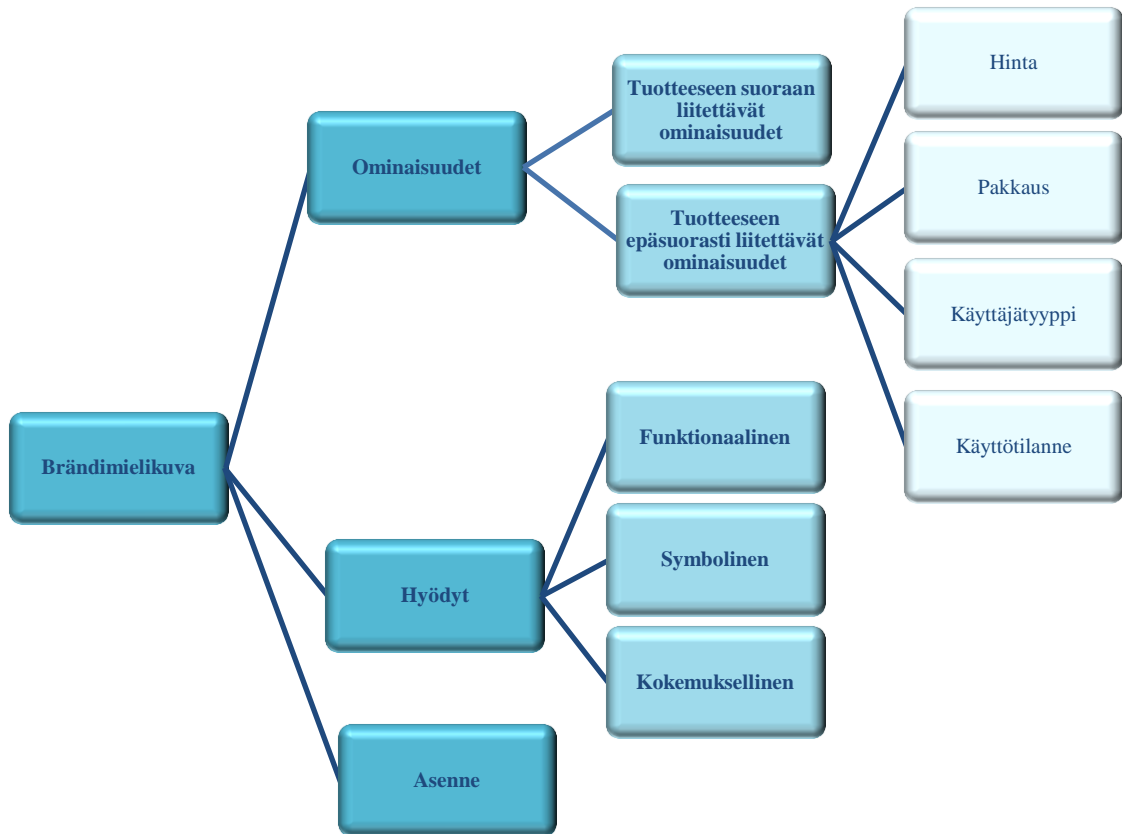 Brändimielikuva
Ominaisuudet
Tuotteeseen suoraan
liitettävät
ominaisuudet
Tuotteeseen
epäsuorasti liitettävät
ominaisuudet
Hinta
Pakkaus
Käyttäjätyyppi
Käyttötilanne
Hyödyt
Funktionaalinen
Symbolinen
Kokemuksellinen
Asenne